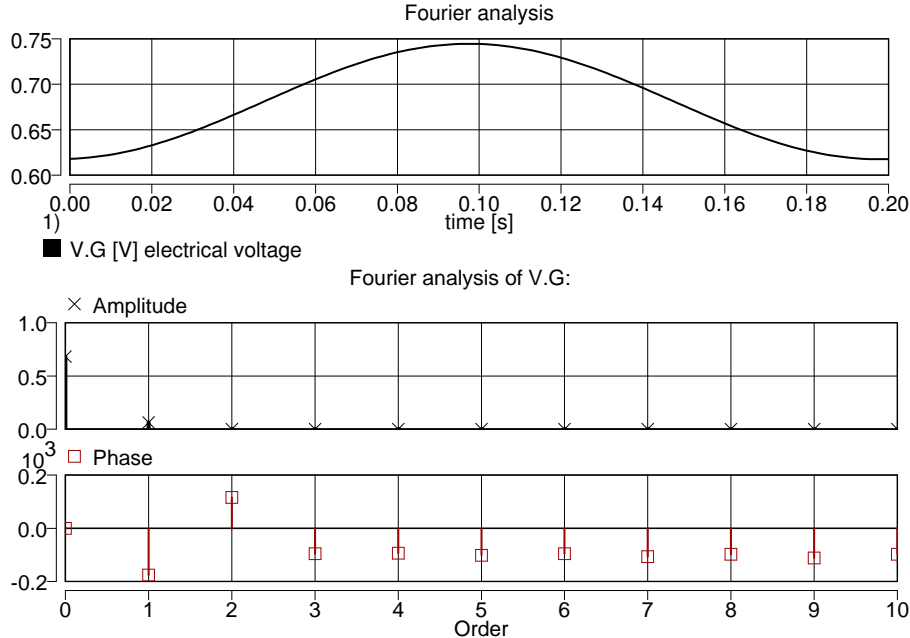 Fourier analysis
0.75
0.70
0.65
0.60
0.00 0.02 0.04 0.06 0.08 0.10 0.12 0.14 0.16 0.18 0.20
1) time [s]
V.G [V] electrical voltage
Fourier analysis of V.G:
Amplitude
1.0
0.5
0.0
10^3 Phase
0.2
0.0
-0.2
0 1 2 3 4 5 6 7 8 9 10
Order